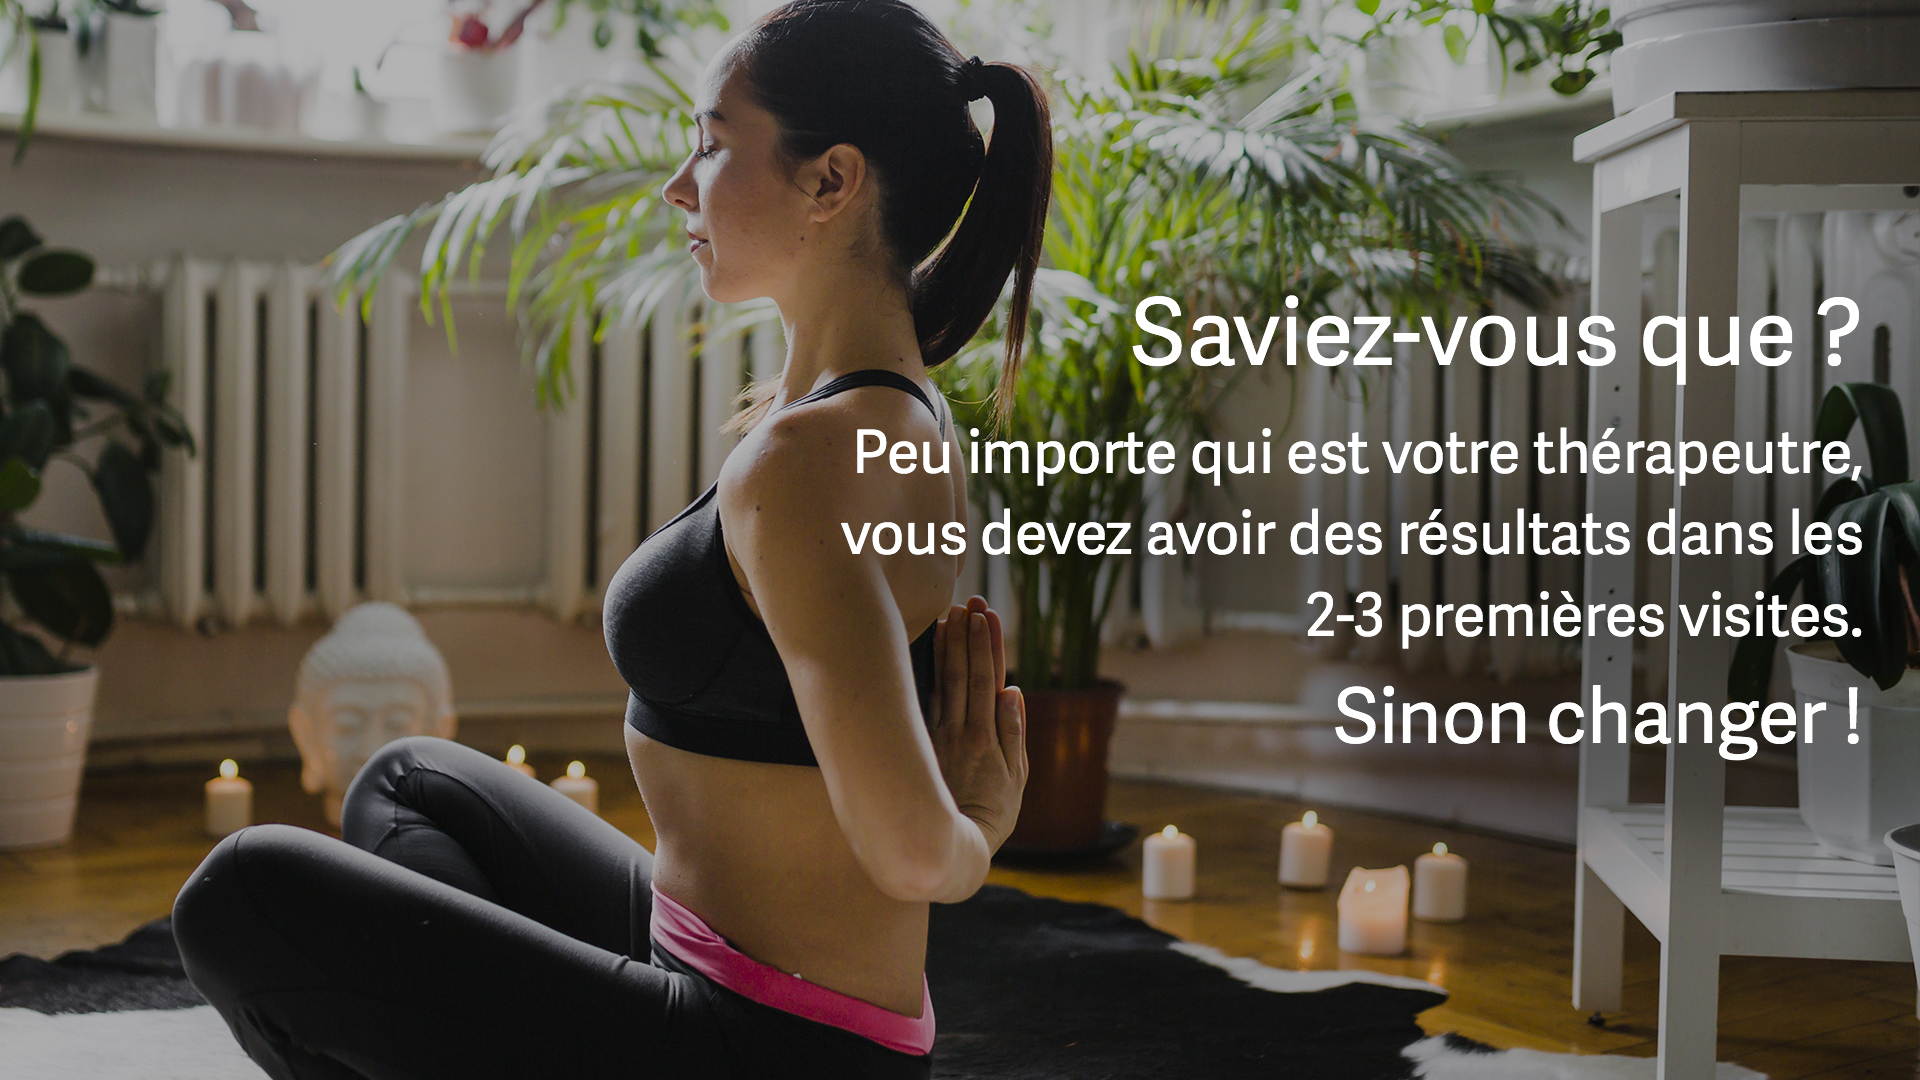 Saviez-vous que ?
Peu importe qui est votre thérapeutre,
vous devez avoir des résultats dans les
2-3 premières visites.
Sinon changer !